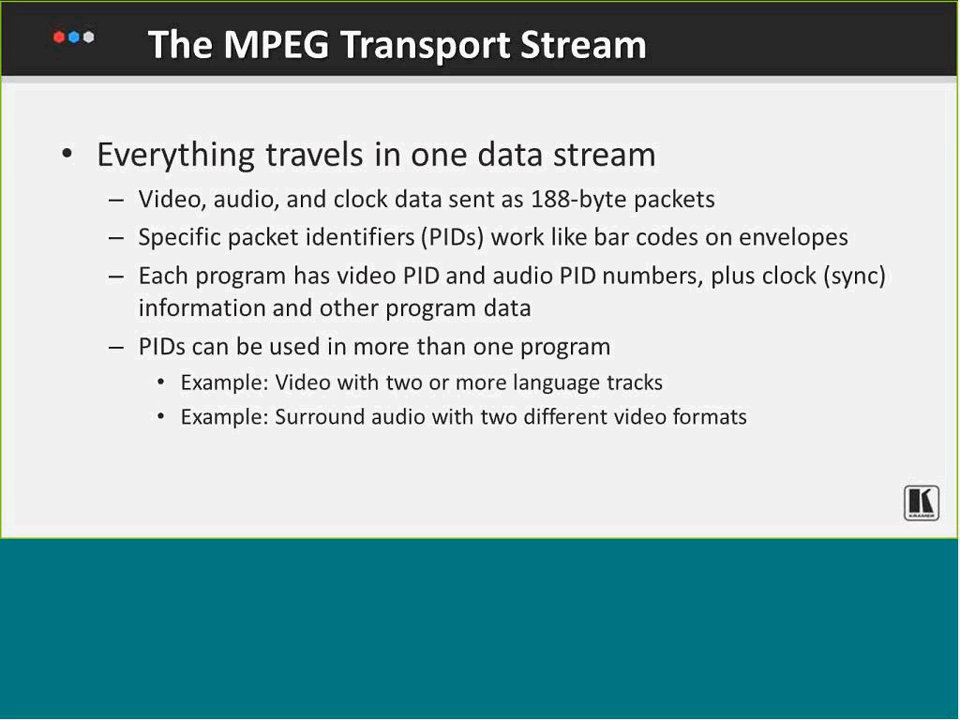 The MPEG Transport Stream
• Everything travels in one data stream
– Video, audio, and clock data sent as 188-byte packets
– Specific packet identifiers (PIDs) work like bar codes on envelopes
– Each program has video PID and audio PID numbers, plus clock (sync)
information and other program data
– PIDs can be used in more than one program
• Example: Video with two or more language tracks
• Example: Surround audio with two different video formats
K
KRAMER